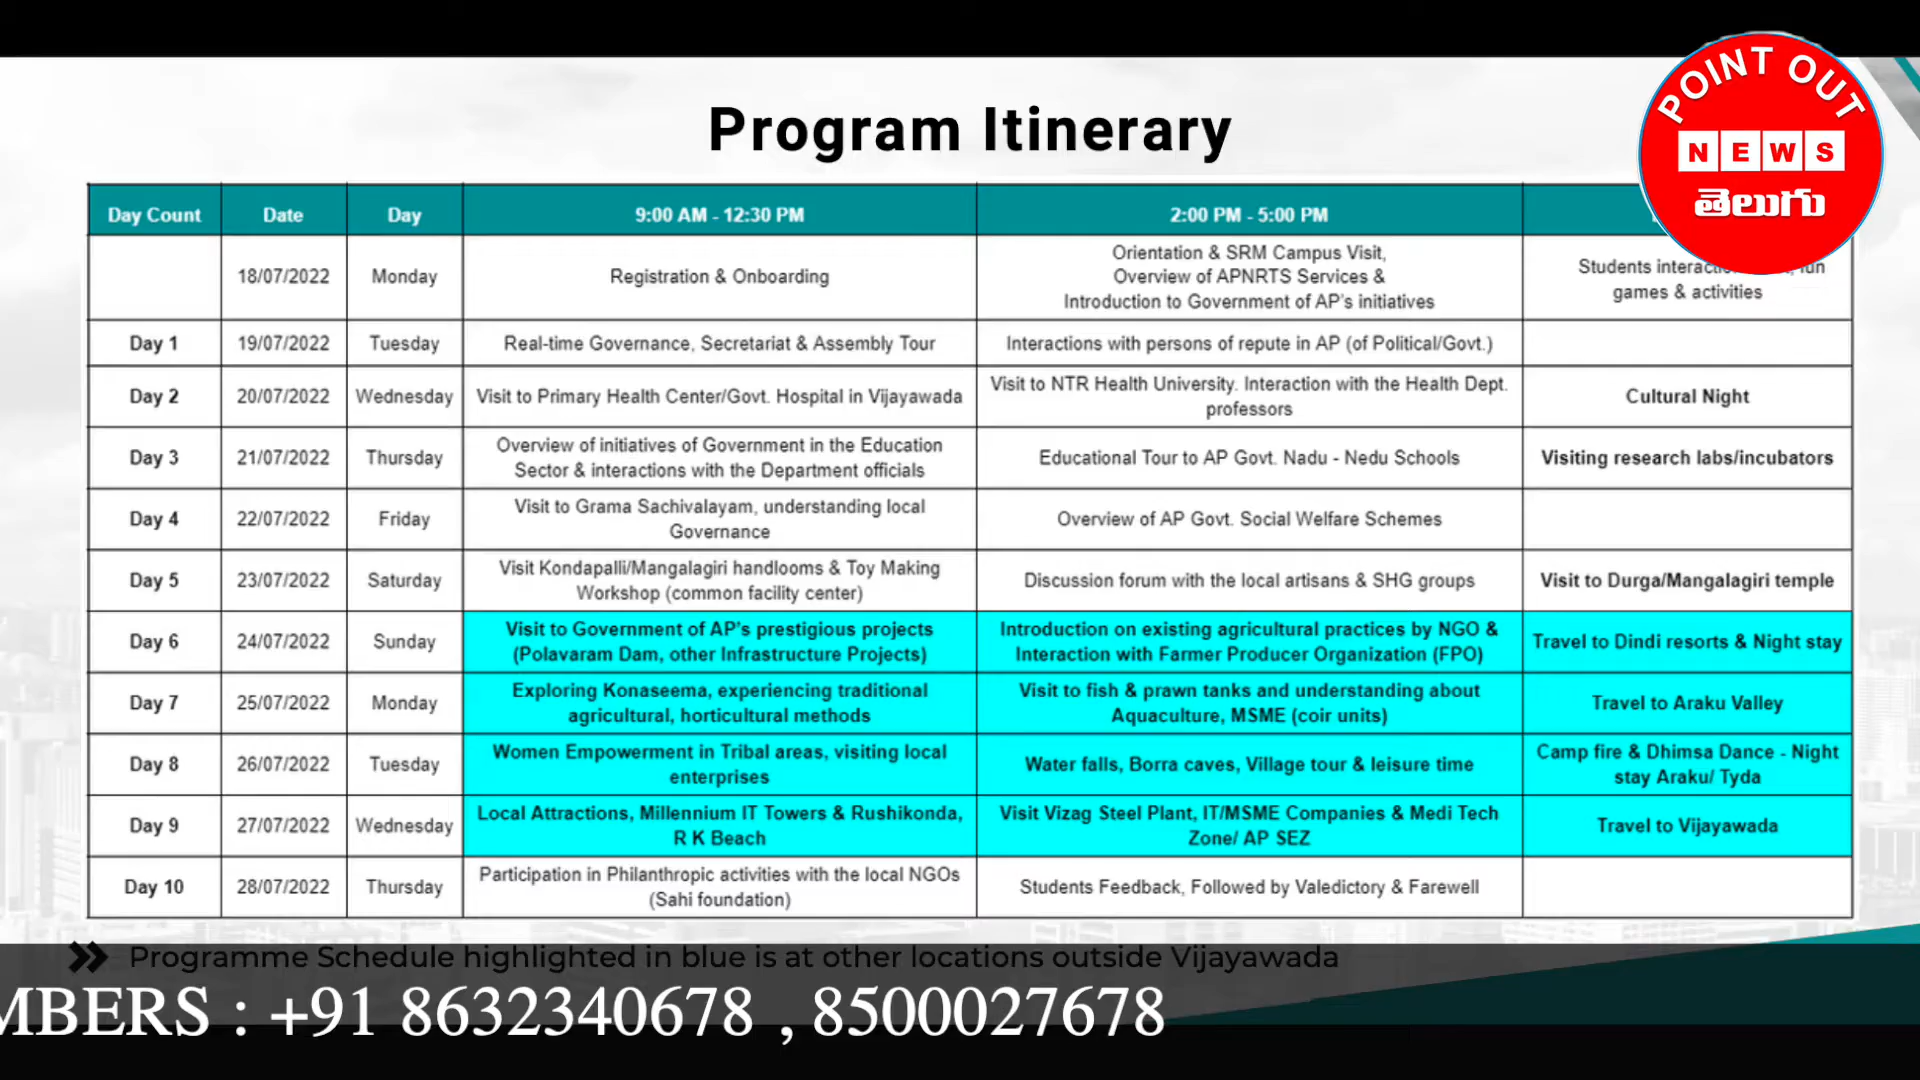 POINT OUT
NEWS
తెలుగు
Program Itinerary
Day Count Date Day 9:00 AM - 12:30 PM 2:00 PM - 5:00 PM
18/07/2022 Monday Registration & Onboarding
Orientation & SRM Campus Visit,
Overview of APNRTS Services &
Introduction to Government of AP's initiatives
Students
games & activities
Day 1 19/07/2022 Tuesday Real-time Governance, Secretariat & Assembly Tour Interactions with persons of repute in AP (of Political/Govt.)
Day 2 20/07/2022 Wednesday Visit to Primary Health Center/Govt. Hospital in Vijayawada
Visit to NTR Health University. Interaction with the Health Dept.
professors
Cultural Night
Day 3 21/07/2022 Thursday
Overview of initiatives of Government in the Education
Sector & interactions with the Department officials
Educational Tour to AP Govt. Nadu - Nedu Schools Visiting research labs/incubators
Day 4 22/07/2022 Friday
Visit to Grama Sachivalayam, understanding local
Governance
Overview of AP Govt. Social Welfare Schemes
Day 5 23/07/2022 Saturday
Visit Kondapalli/Mangalagiri handlooms & Toy Making
Workshop (common facility center)
Discussion forum with the local artisans & SHG groups Visit to Durga/Mangalagiri temple
Day 6 24/07/2022 Sunday
Visit to Government of AP's prestigious projects
(Polavaram Dam, other Infrastructure Projects)
Introduction on existing agricultural practices by NGO &
Interaction with Farmer Producer Organization (FPO)
Travel to Dindi resorts & Night stay
Day 7 25/07/2022 Monday
Exploring Konaseema, experiencing traditional
agricultural, horticultural methods
Visit to fish & prawn tanks and understanding about
Aquaculture, MSME (coir units)
Travel to Araku Valley
Day 8 26/07/2022 Tuesday
Women Empowerment in Tribal areas, visiting local
enterprises
Water falls, Borra caves, Village tour & leisure time
Camp fire & Dhimsa Dance - Night
stay Araku/ Tyda
Day 9 27/07/2022 Wednesday
Local Attractions, Millennium IT Towers & Rushikonda,
R K Beach
Visit Vizag Steel Plant, IT/MSME Companies & Medi Tech
Zone/ AP SEZ
Travel to Vijayawada
Day 10 28/07/2022 Thursday
Participation in Philanthropic activities with the local NGOs
(Sahi foundation)
Students Feedback, Followed by Valedictory & Farewell
Programme Schedule highlighted in blue is at other locations outside Vijayawada
MBERS : +91 8632340678 , 8500027678